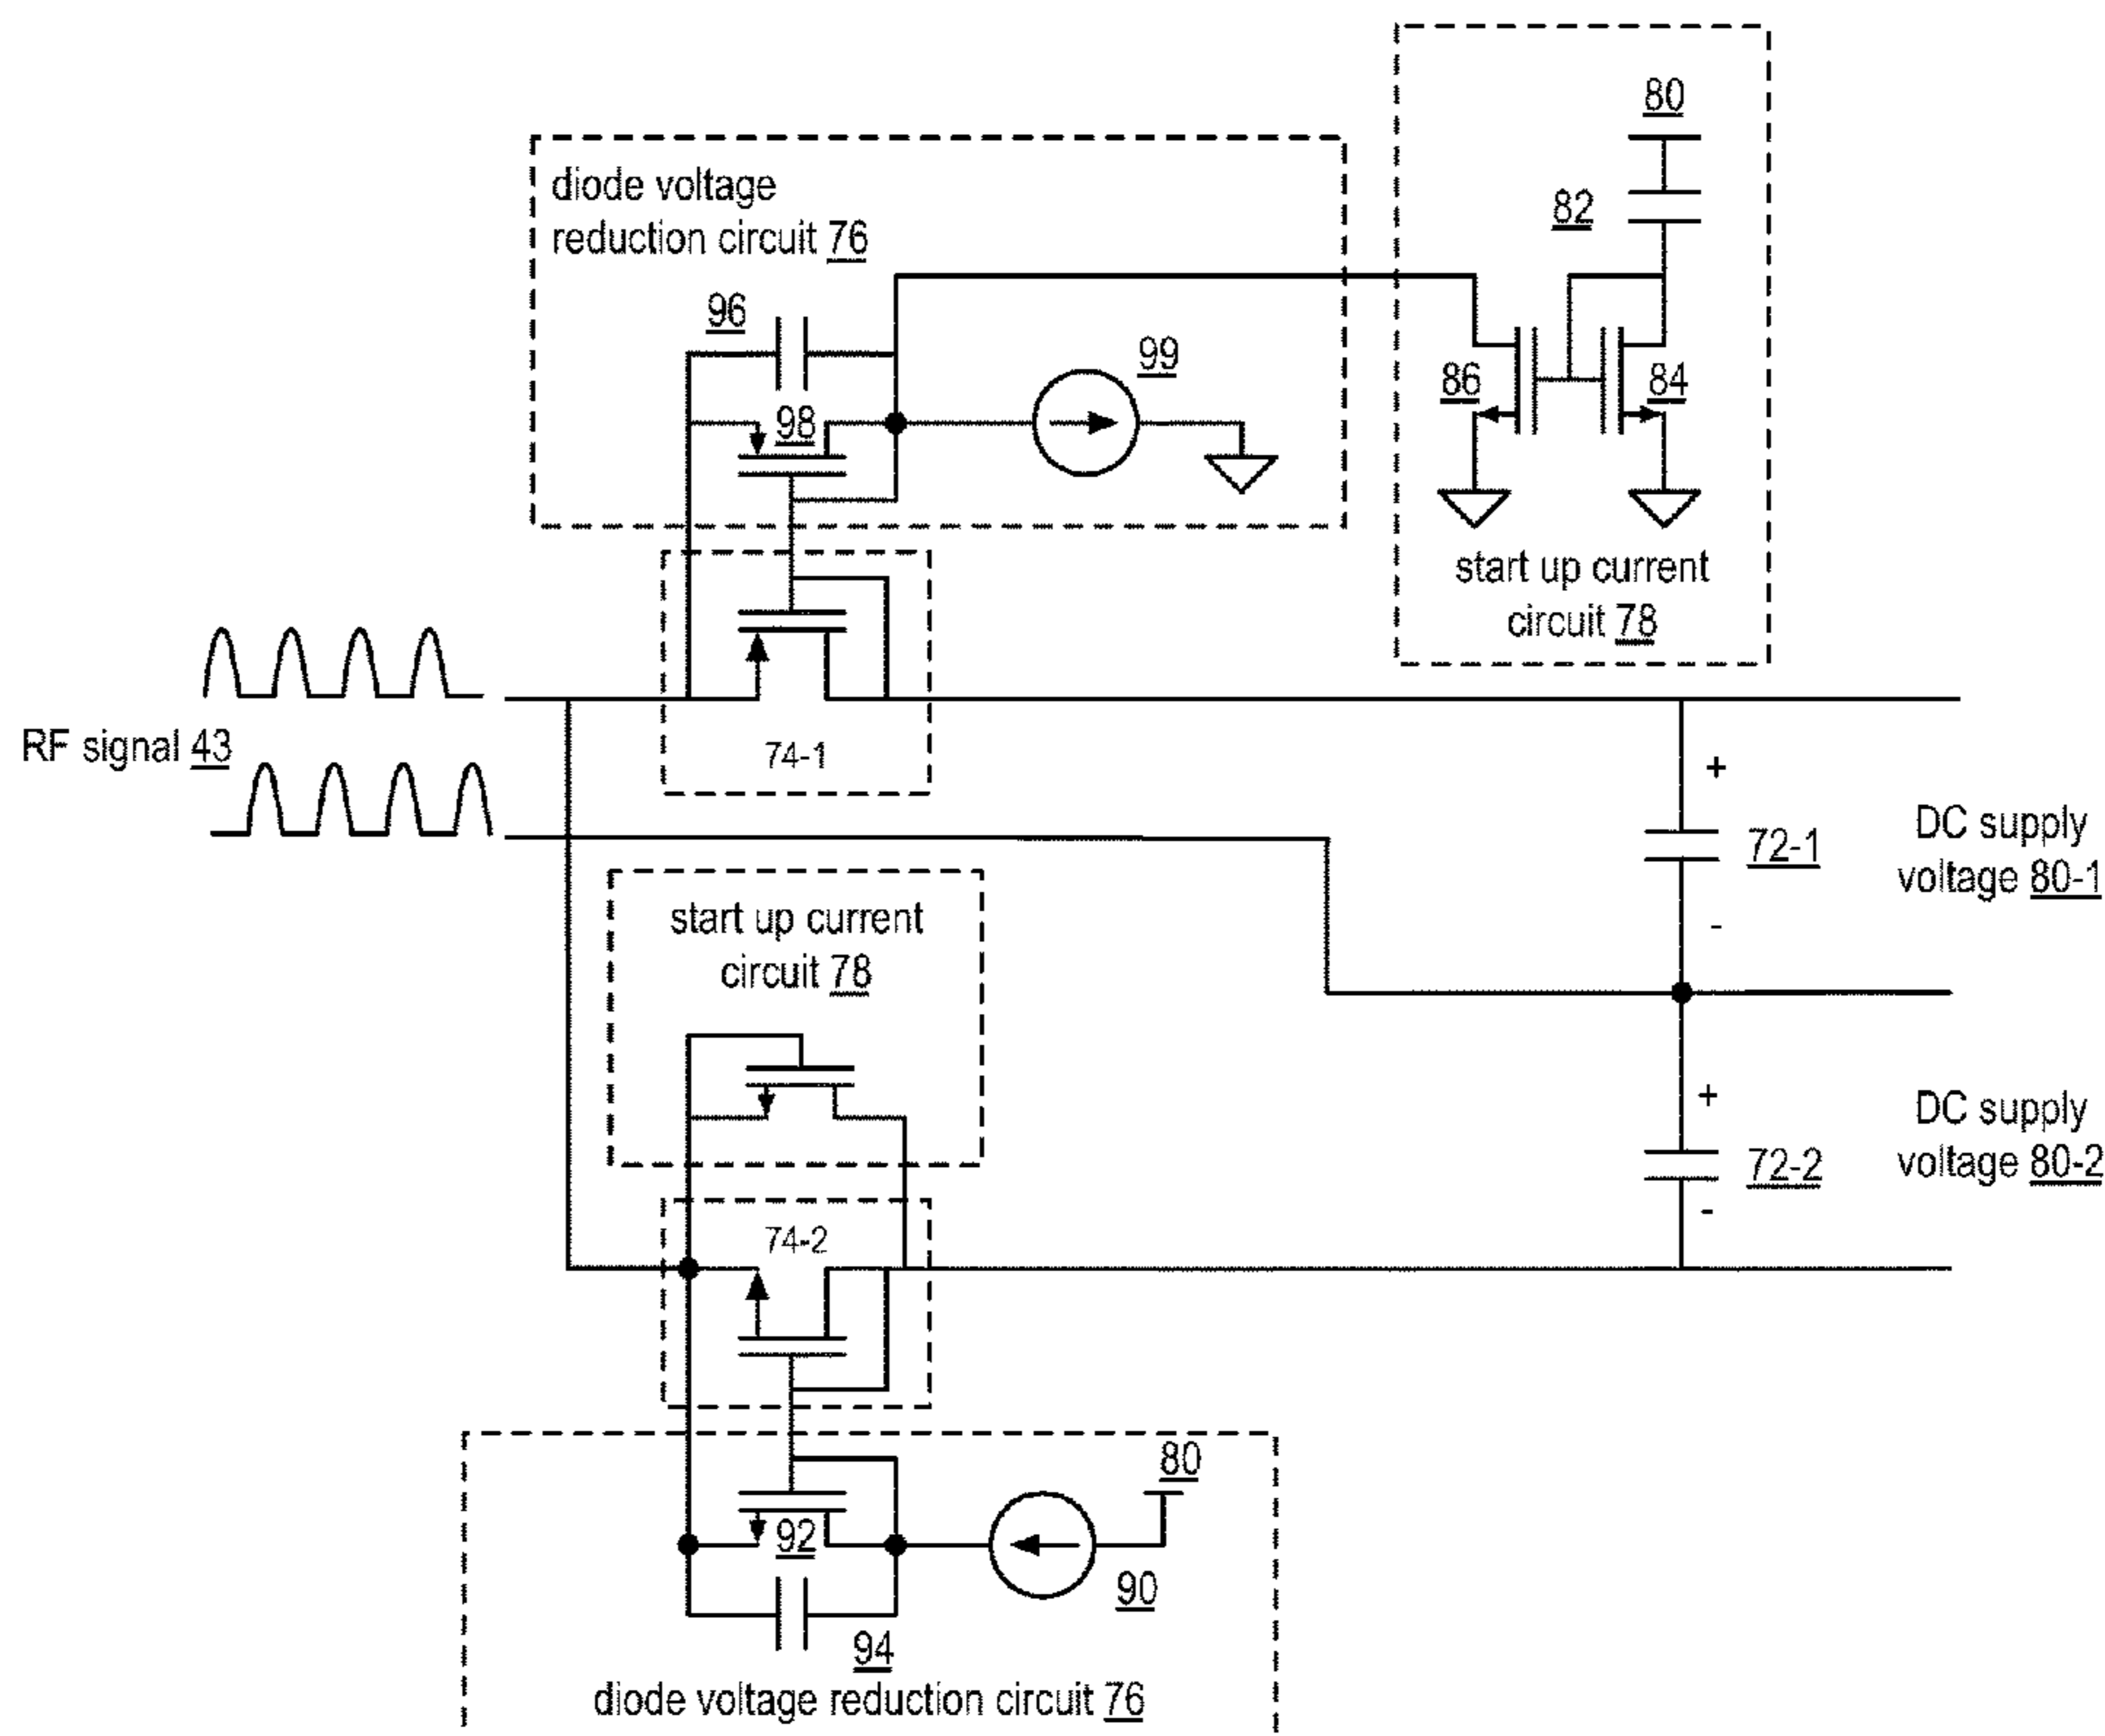 80
diode voltage
reduction circuit 76
82
96
99
98
86
84
start up current
circuit 78
RF signal 43
74-1
+
72-1
-
DC supply
voltage 80-1
start up current
circuit 78
+
72-2
-
DC supply
voltage 80-2
74-2
80
92
90
94
diode voltage reduction circuit 76